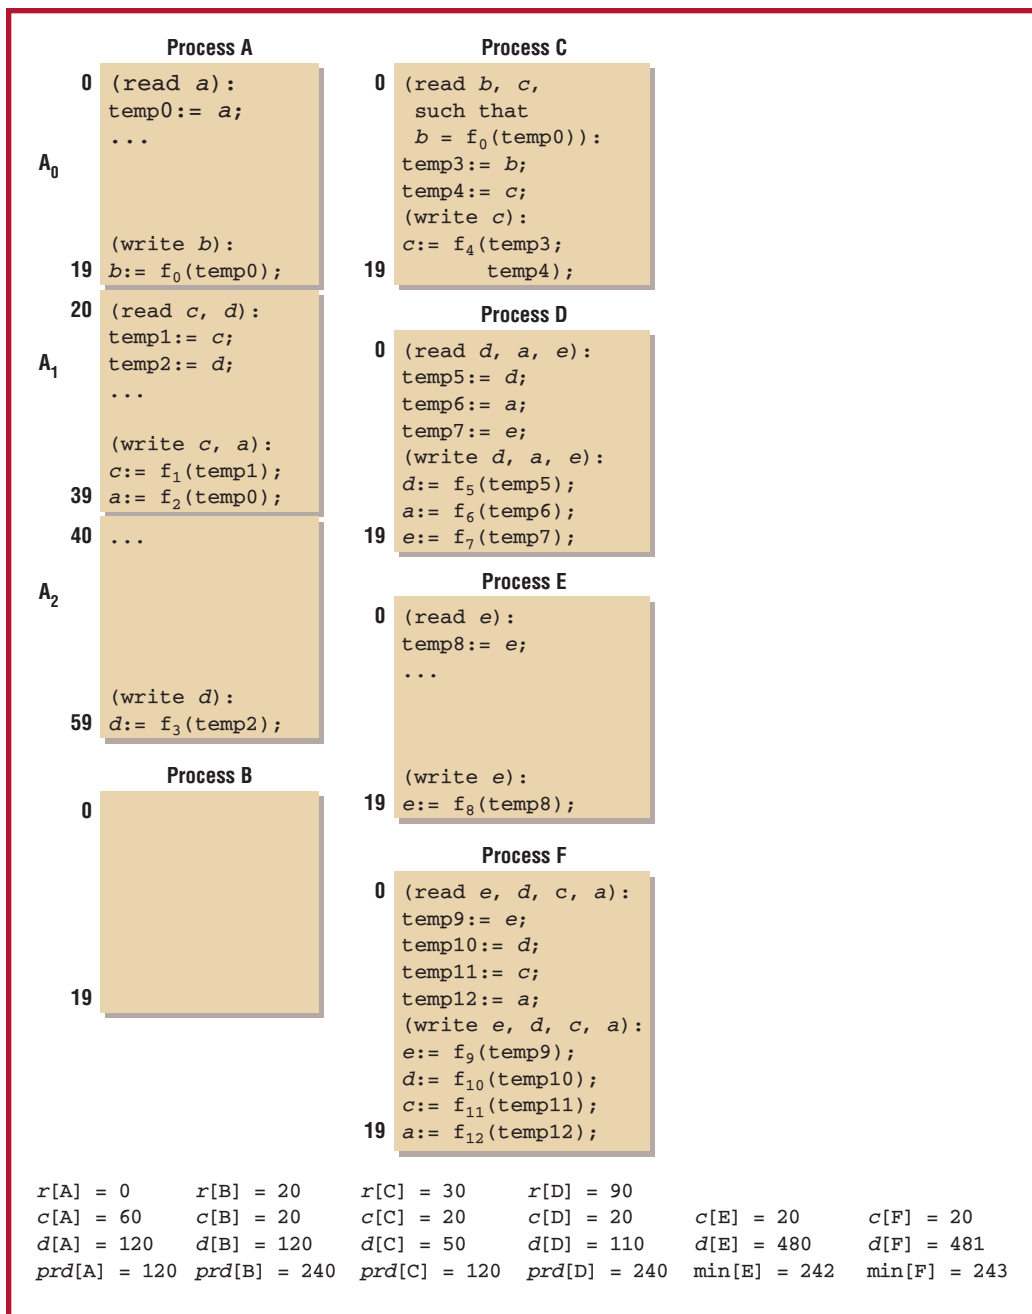 Process A
0 (read a):
temp0:= a;
...
A0
(write b):
19 b:= f0(temp0);
20 (read c, d):
temp1:= c;
A1 temp2:= d;
...
(write c, a):
c:= f1(temp1);
39 a:= f2(temp0);
40 ...
A2
(write d):
59 d:= f3(temp2);
Process B
0
19
Process C
0 (read b, c,
such that
b = f0(temp0)):
temp3:= b;
temp4:= c;
(write c):
c:= f4(temp3;
19 temp4);
Process D
0 (read d, a, e):
temp5:= d;
temp6:= a;
temp7:= e;
(write d, a, e):
d:= f5(temp5);
a:= f6(temp6);
19 e:= f7(temp7);
Process E
0 (read e):
temp8:= e;
...
(write e):
19 e:= f8(temp8);
Process F
0 (read e, d, c, a):
temp9:= e;
temp10:= d;
temp11:= c;
temp12:= a;
(write e, d, c, a):
e:= f9(temp9);
d:= f10(temp10);
c:= f11(temp11);
19 a:= f12(temp12);
r[A] = 0 r[B] = 20 r[C] = 30 r[D] = 90
c[A] = 60 c[B] = 20 c[C] = 20 c[D] = 20 c[E] = 20 c[F] = 20
d[A] = 120 d[B] = 120 d[C] = 50 d[D] = 110 d[E] = 480 d[F] = 481
prd[A] = 120 prd[B] = 240 prd[C] = 120 prd[D] = 240 min[E] = 242 min[F] = 243